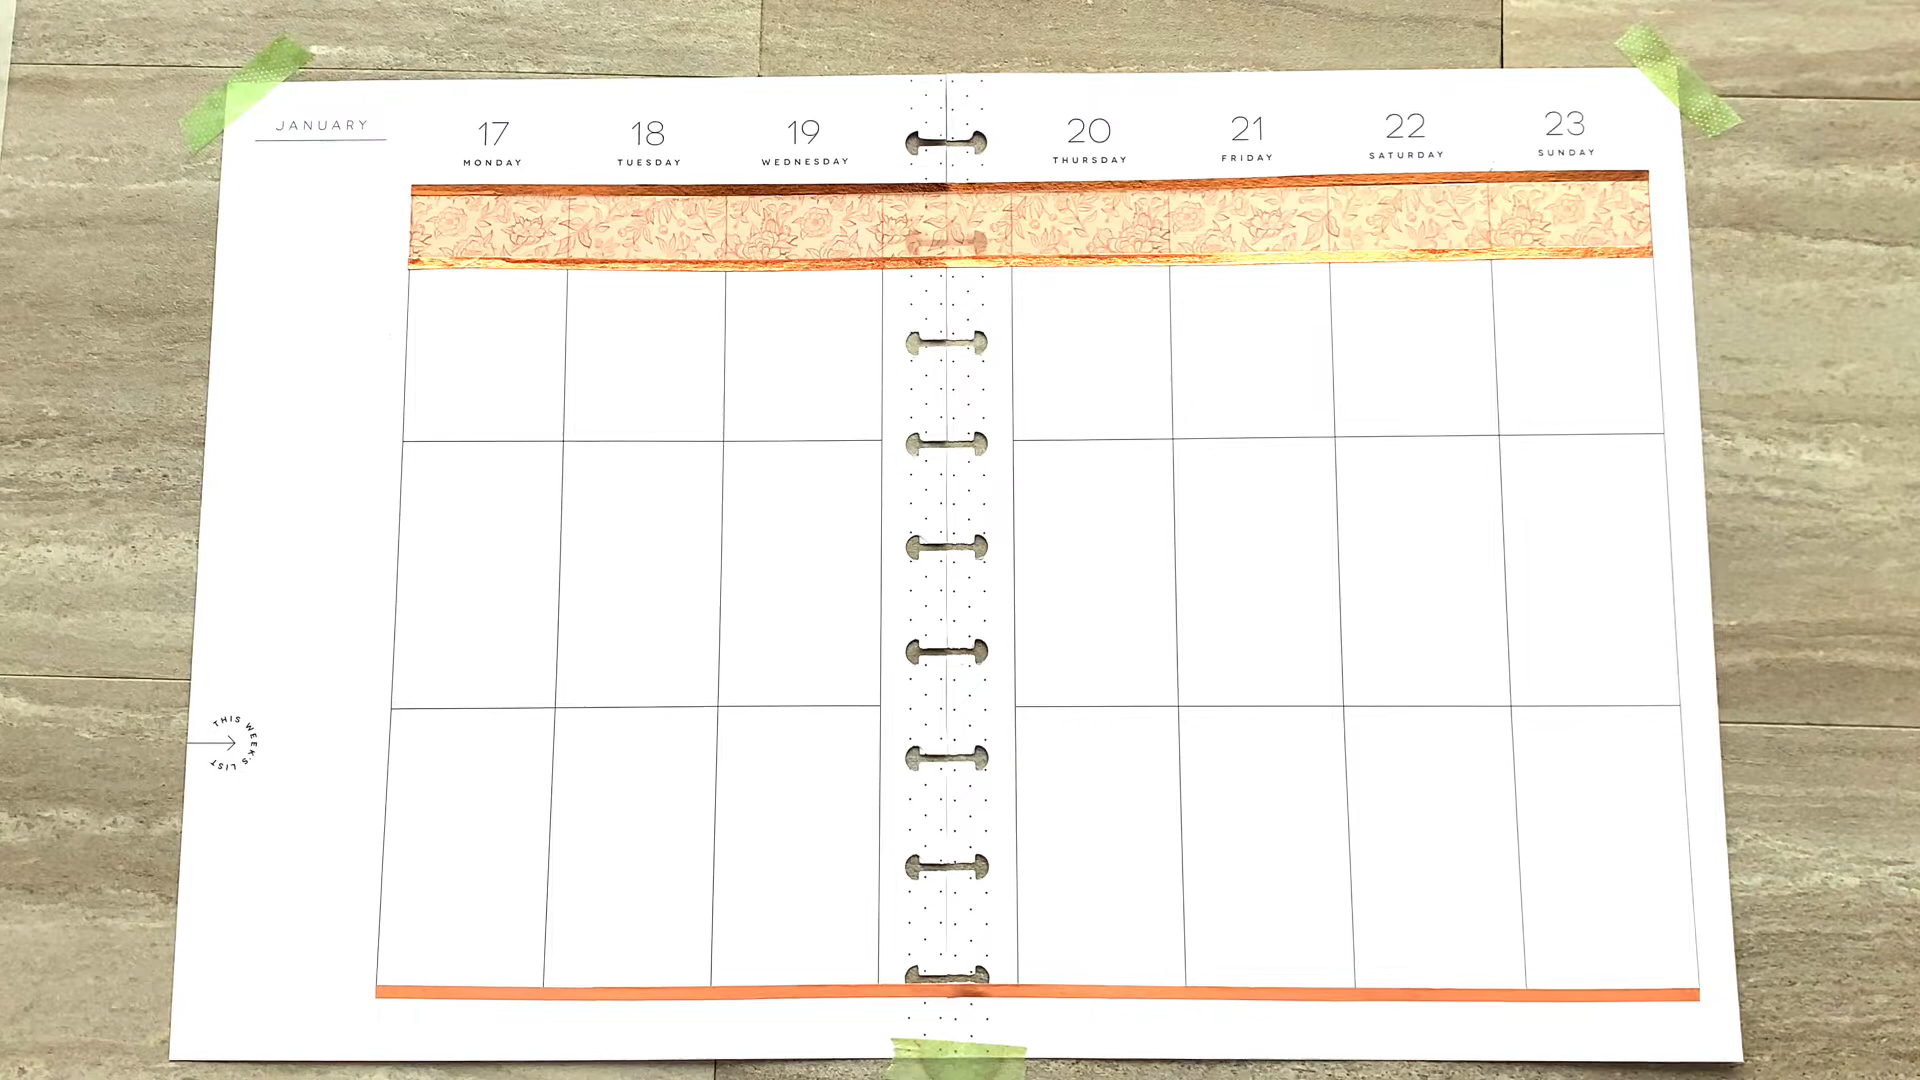 JANUARY
17 18 19 20 21 22 23
MONDAY TUESDAY WEDNESDAY THURSDAY FRIDAY SATURDAY SUNDAY
THIS WEEK'S LIST